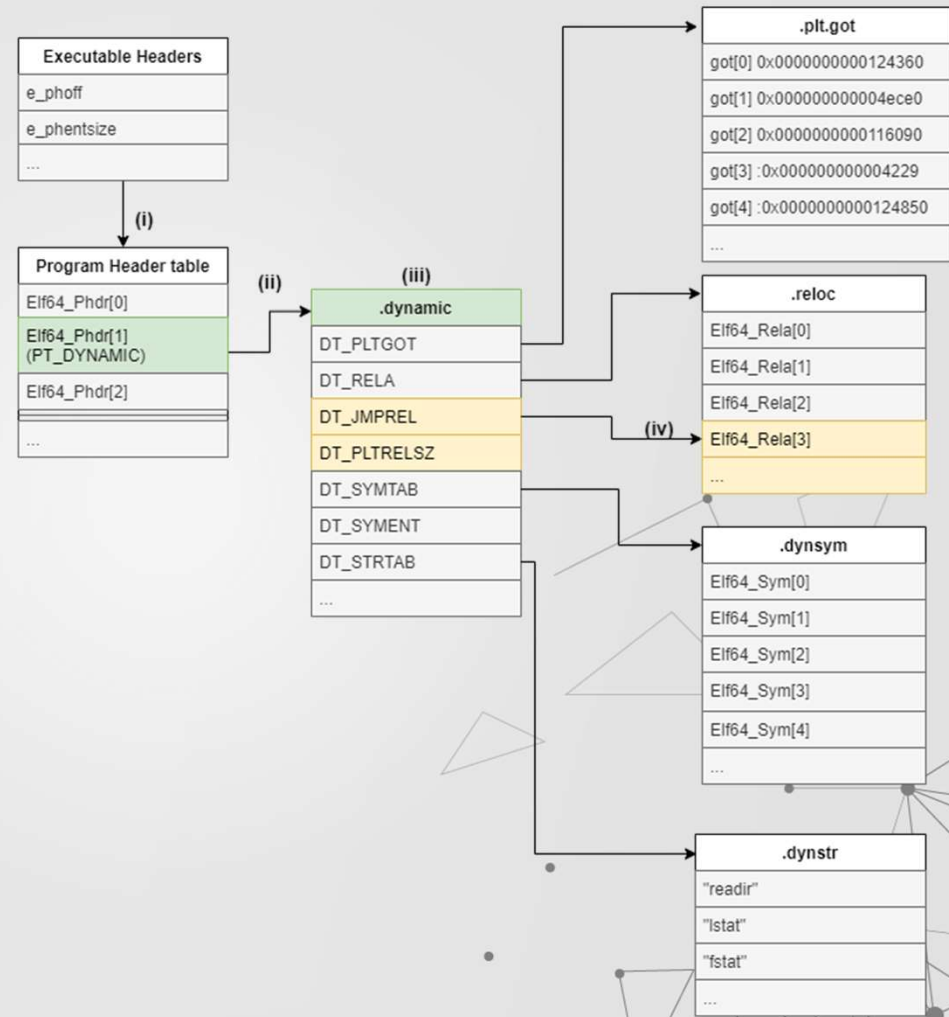 Executable Headers
e_phoff
e_phentsize
...
(i)
Program Header table
Elf64_Phdr[0]
Elf64_Phdr[1]
(PT_DYNAMIC)
Elf64_Phdr[2]
...
(ii)
(iii)
.dynamic
DT_PLTGOT
DT_RELA
DT_JMPREL
DT_PLTRELSZ
DT_SYMTAB
DT_SYMENT
DT_STRTAB
...
.plt.got
got[0] 0x0000000000124360
got[1] 0x000000000004ece0
got[2] 0x0000000000116090
got[3] :0x000000000004229
got[4] :0x0000000000124850
...
.reloc
Elf64_Rela[0]
Elf64_Rela[1]
Elf64_Rela[2]
(iv)
Elf64_Rela[3]
...
.dynsym
Elf64_Sym[0]
Elf64_Sym[1]
Elf64_Sym[2]
Elf64_Sym[3]
Elf64_Sym[4]
...
.dynstr
"readir"
"lstat"
"fstat"
...